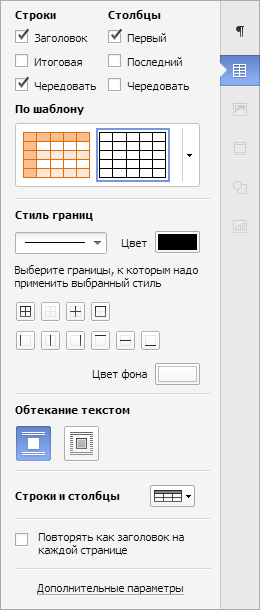 Строки Столбцы
Заголовок Первый
Итоговая Последний
Чередовать Чередовать
По шаблону
Стиль границ
Цвет
Выберите границы, к которым надо
применить выбранный стиль
Цвет фона
Обтекание текстом
Строки и столбцы
Повторять как заголовок на
каждой странице
Дополнительные параметры